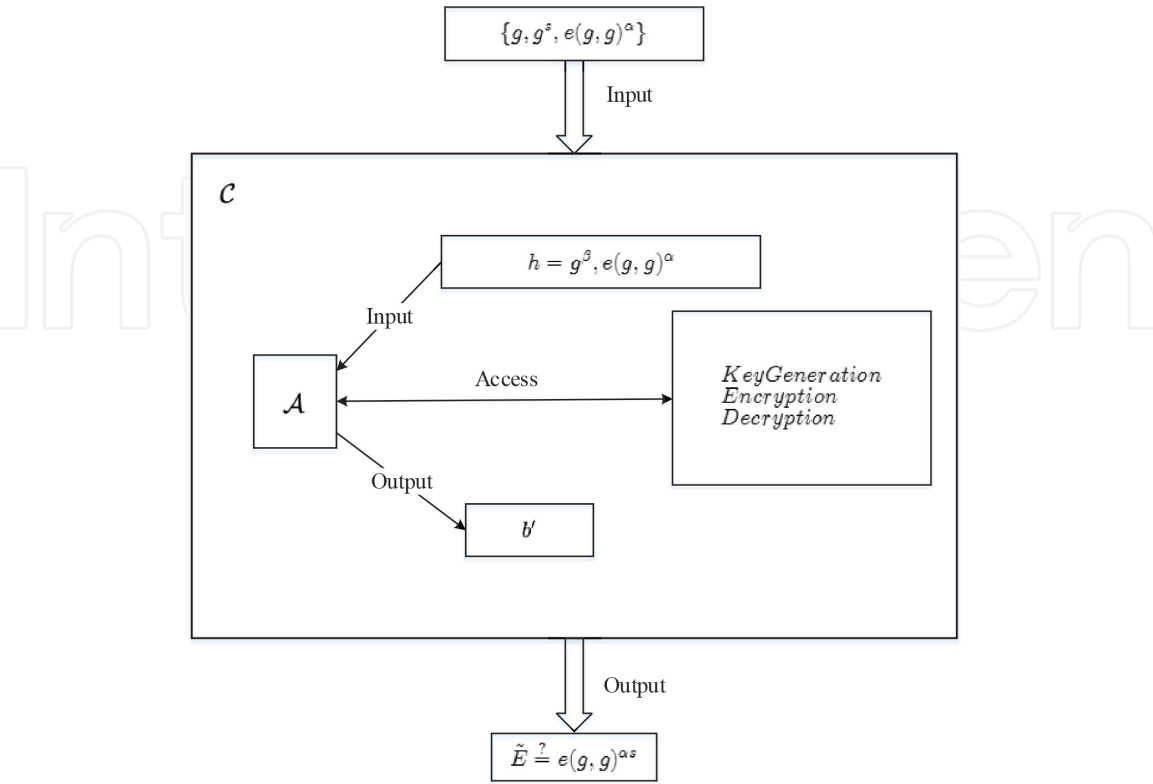 {g, g^s, e(g, g)^α}
Input
𝒞
h = g^β, e(g, g)^α
Input
Access
KeyGeneration
Encryption
Decryption
𝒜
Output
b′
Output
Ẽ ≟ e(g, g)^{αs}